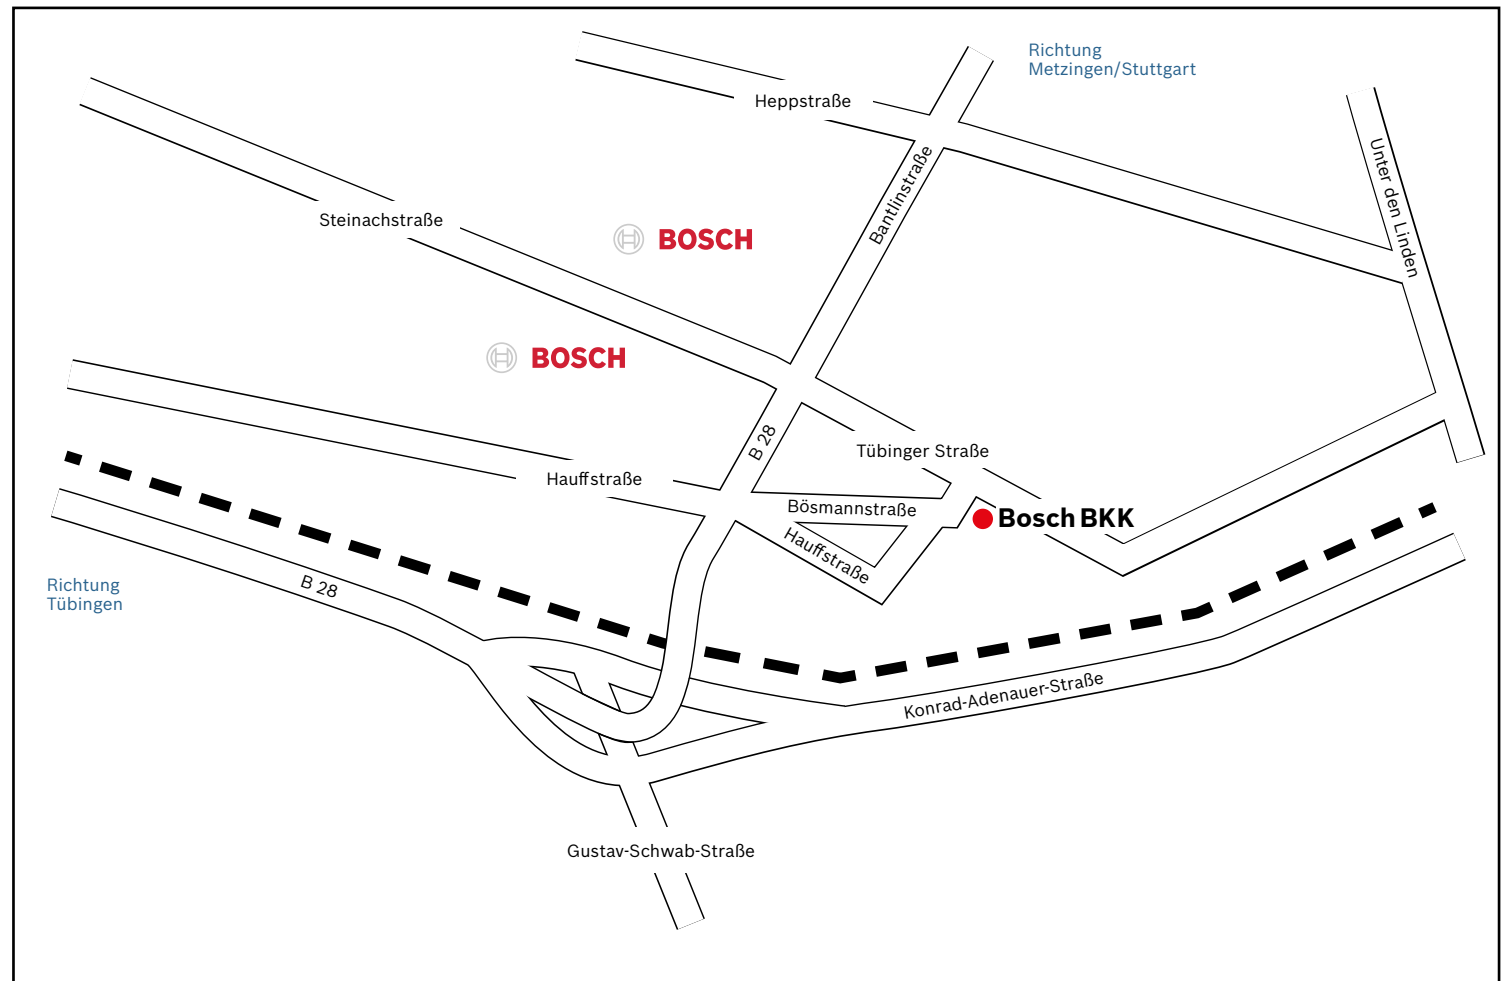 Richtung
Metzingen/Stuttgart
Heppstraße
Unter den Linden
Bantlinstraße
Steinachstraße
BOSCH
BOSCH
B 28
Tübinger Straße
Hauffstraße
Bösmannstraße
Bosch BKK
Hauffstraße
Richtung
Tübingen
B 28
Konrad-Adenauer-Straße
Gustav-Schwab-Straße